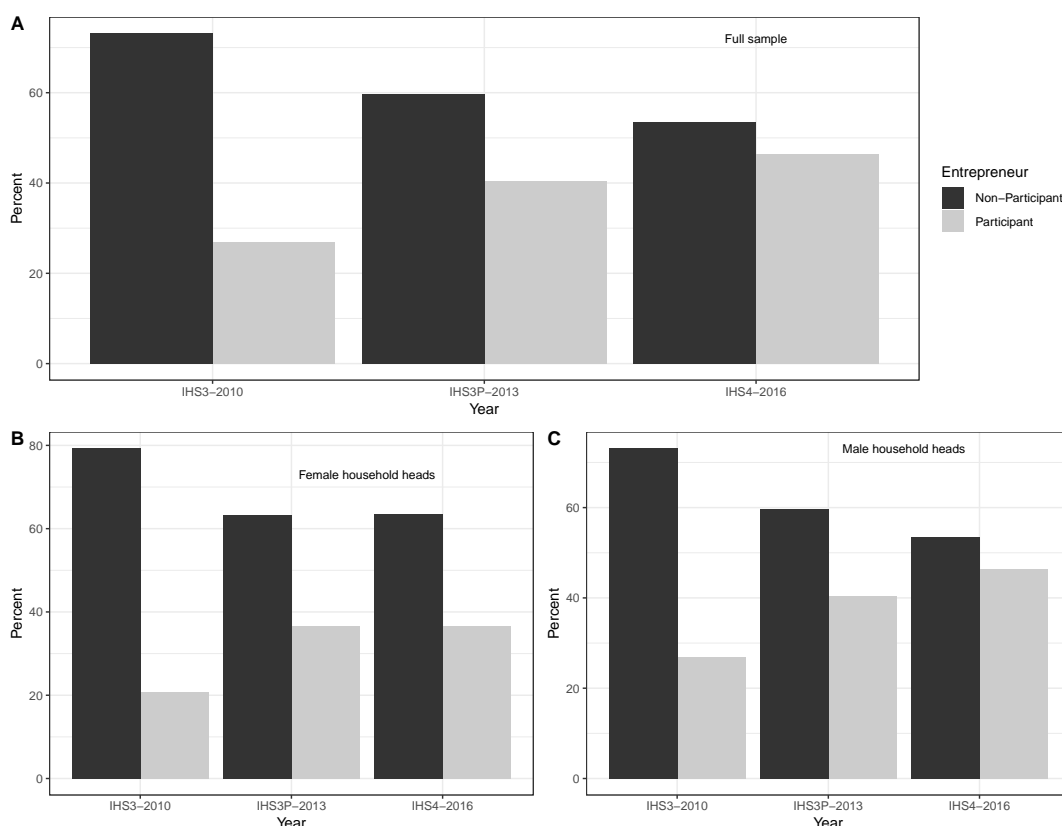 A
Full sample
60
40
20
0
Percent
IHS3−2010 IHS3P−2013 IHS4−2016
Year
Entrepreneur
Non−Participant
Participant
B
Female household heads
80
60
40
20
0
Percent
IHS3−2010 IHS3P−2013 IHS4−2016
Year
C
Male household heads
60
40
20
0
Percent
IHS3−2010 IHS3P−2013 IHS4−2016
Year